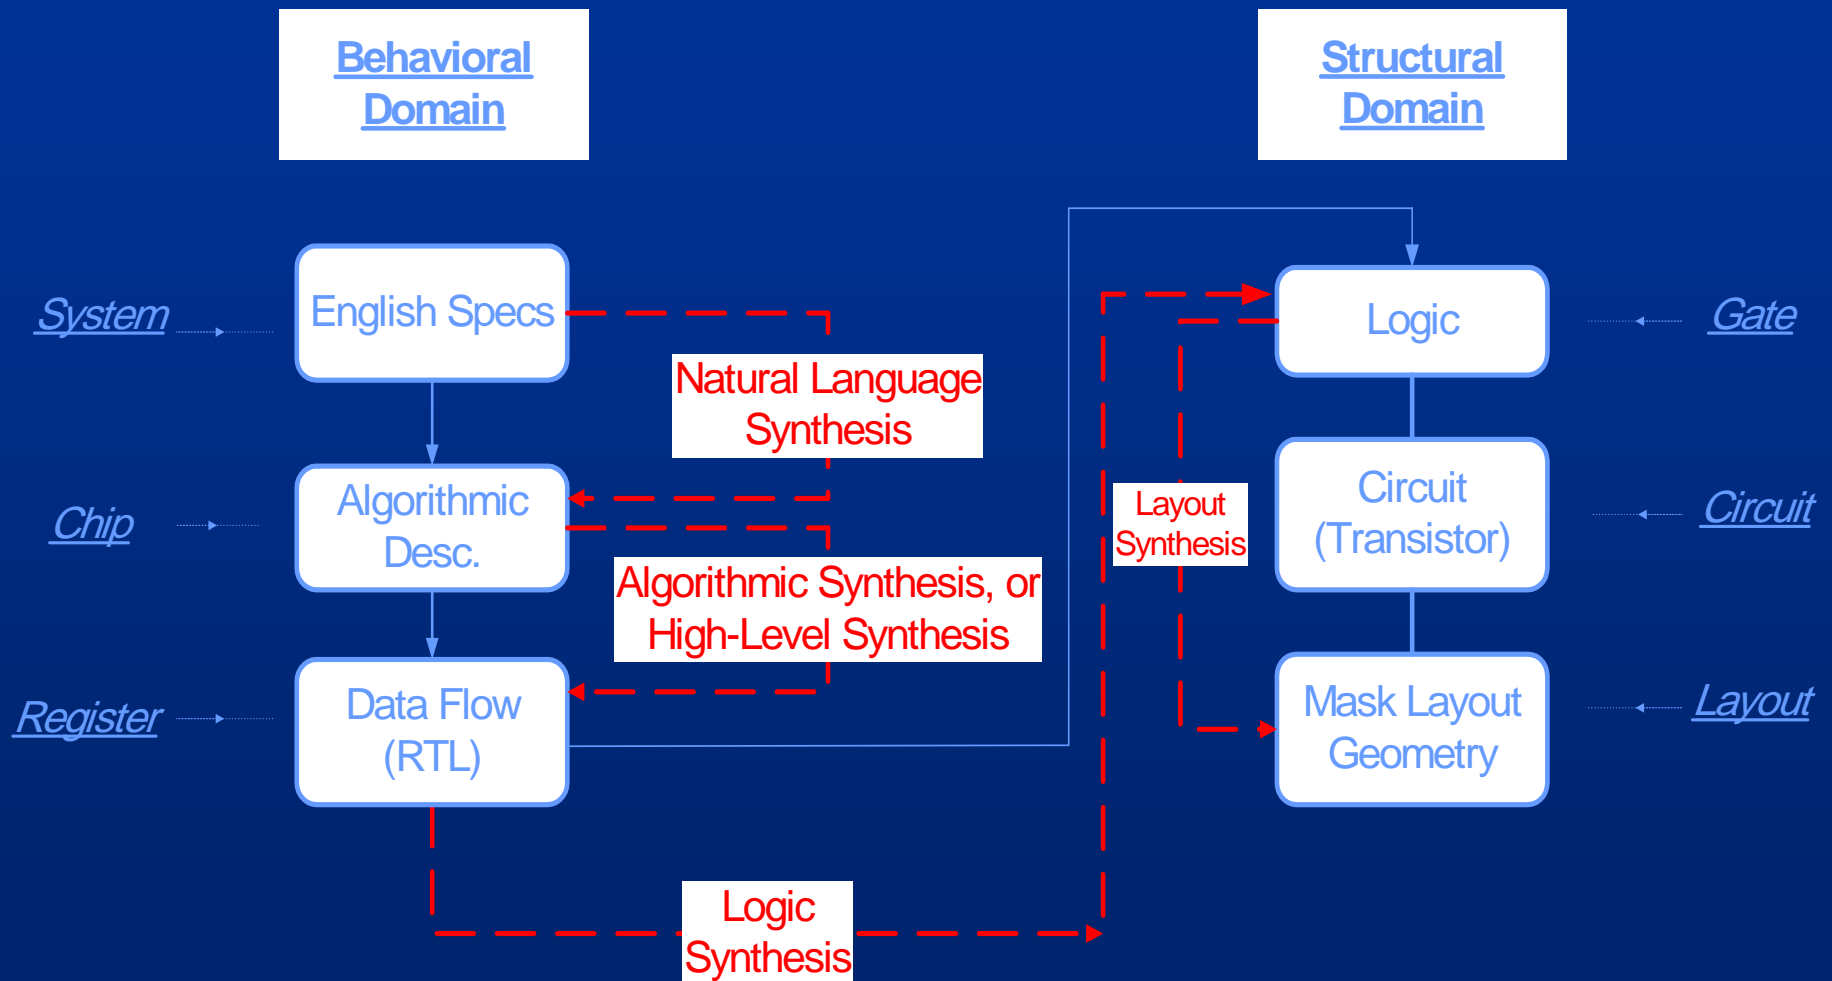 Behavioral
Domain
Structural
Domain
System
English Specs
Natural Language
Synthesis
Chip
Algorithmic
Desc.
Algorithmic Synthesis, or
High-Level Synthesis
Register
Data Flow
(RTL)
Logic
Synthesis
Logic
Gate
Layout
Synthesis
Circuit
(Transistor)
Circuit
Mask Layout
Geometry
Layout